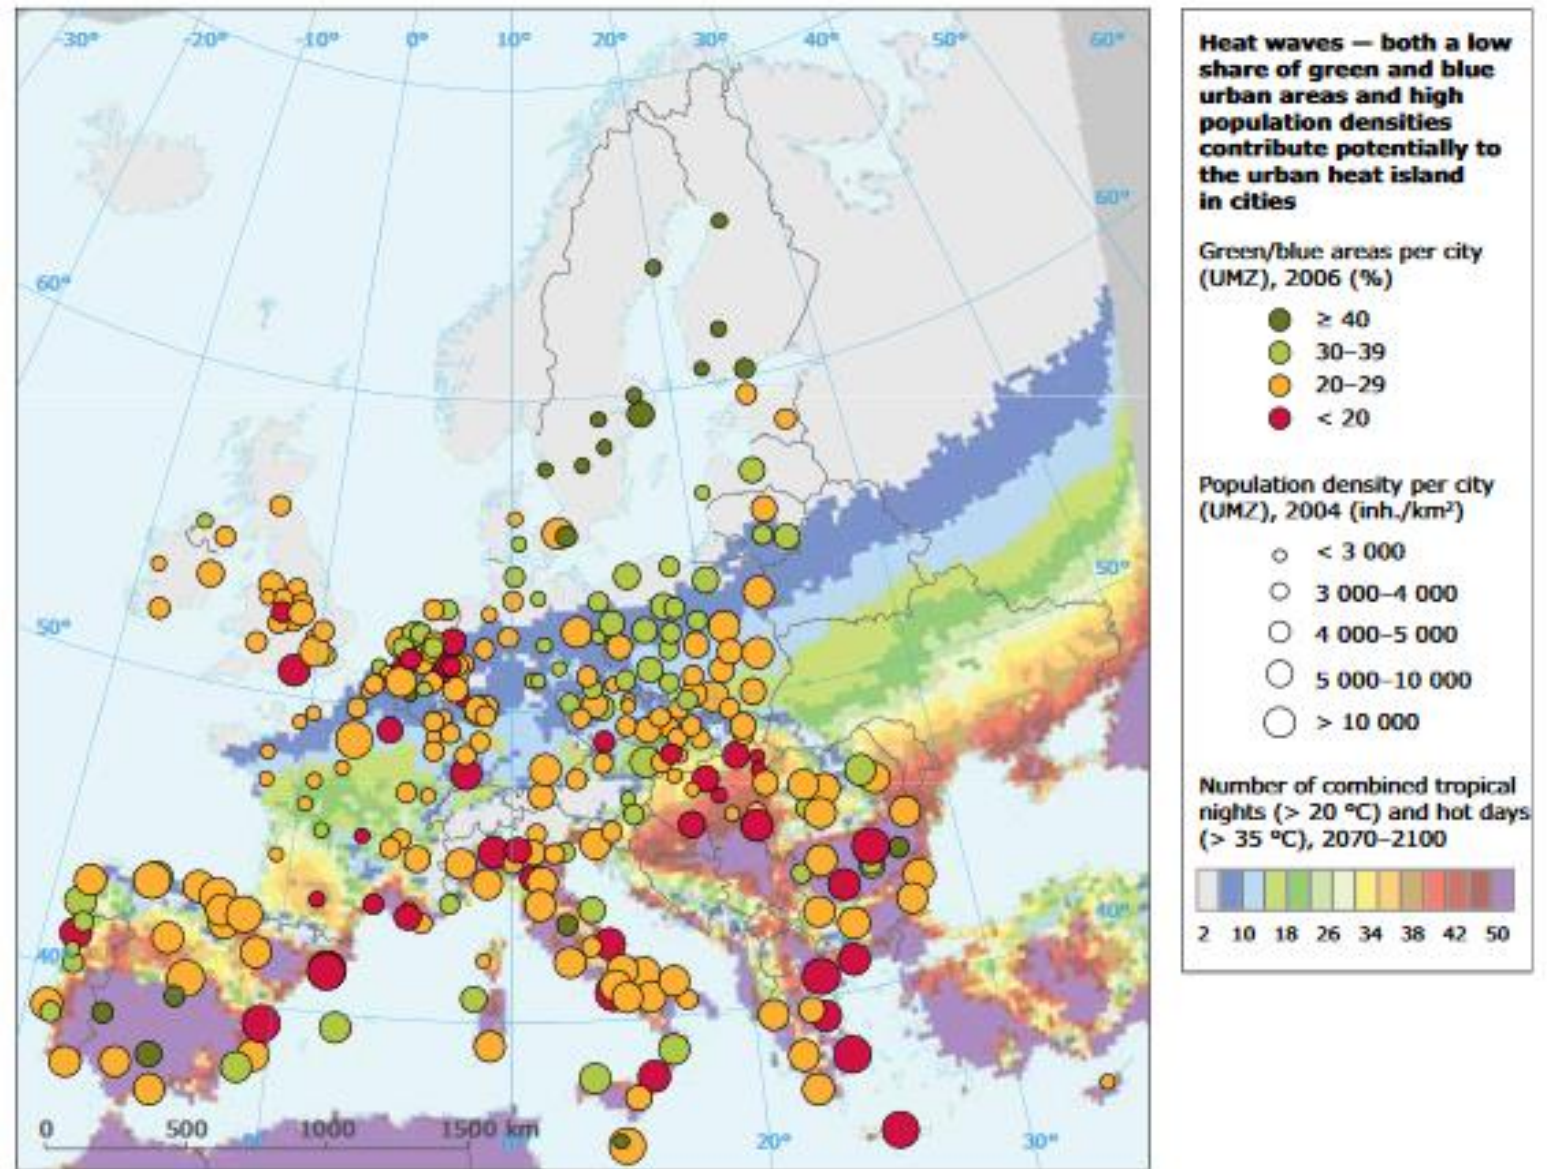 -30° -20° -10° 0° 10° 20° 30° 40° 50° 60°
60°
60°
50°
50°
40°
40°
0 500 1000 1500 km
0° 10° 20° 30°
Heat waves — both a low
share of green and blue
urban areas and high
population densities
contribute potentially to
the urban heat island
in cities
Green/blue areas per city
(UMZ), 2006 (%)
≥ 40
30–39
20–29
< 20
Population density per city
(UMZ), 2004 (inh./km²)
< 3 000
3 000–4 000
4 000–5 000
5 000–10 000
> 10 000
Number of combined tropical
nights (> 20 ºC) and hot days
(> 35 ºC), 2070–2100
2 10 18 26 34 38 42 50